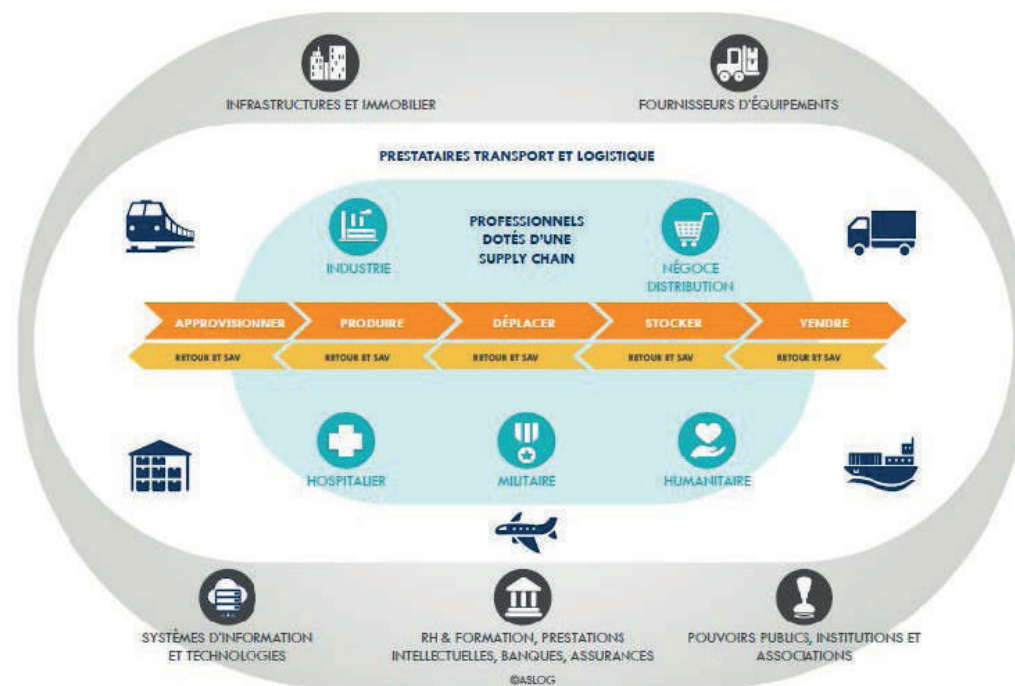 INFRASTRUCTURES ET IMMOBILIER
FOURNISSEURS D'ÉQUIPEMENTS
PRESTATAIRES TRANSPORT ET LOGISTIQUE
PROFESSIONNELS
DOTÉS D'UNE
SUPPLY CHAIN
INDUSTRIE
NÉGOCE
DISTRIBUTION
APPROVISIONNER PRODUIRE DÉPLACER STOCKER VENDRE
RETOUR ET SAV RETOUR ET SAV RETOUR ET SAV RETOUR ET SAV RETOUR ET SAV
HOSPITALIER
MILITAIRE
HUMANITAIRE
SYSTÈMES D'INFORMATION
ET TECHNOLOGIES
RH & FORMATION, PRESTATIONS
INTELLECTUELLES, BANQUES, ASSURANCES
POUVOIRS PUBLICS, INSTITUTIONS ET
ASSOCIATIONS
©ASLOG